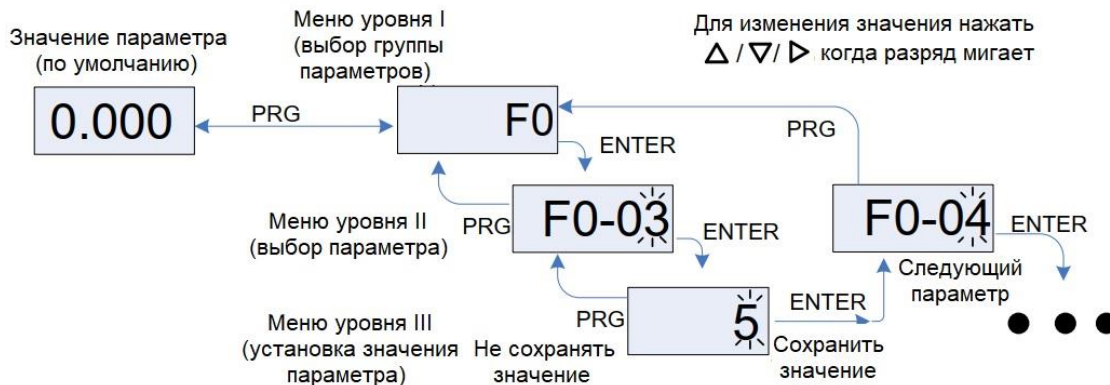 Значение параметра
(по умолчанию)
0.000
PRG
Меню уровня I
(выбор группы
параметров)
F0
ENTER
Для изменения значения нажать
△ / ▽/ ▷ когда разряд мигает
PRG
Меню уровня II
(выбор параметра)
PRG
F0-03
ENTER
F0-04
ENTER
Следующий
параметр
Меню уровня III
(установка значения
параметра)
PRG
Не сохранять
значение
5
ENTER
Сохранить
значение